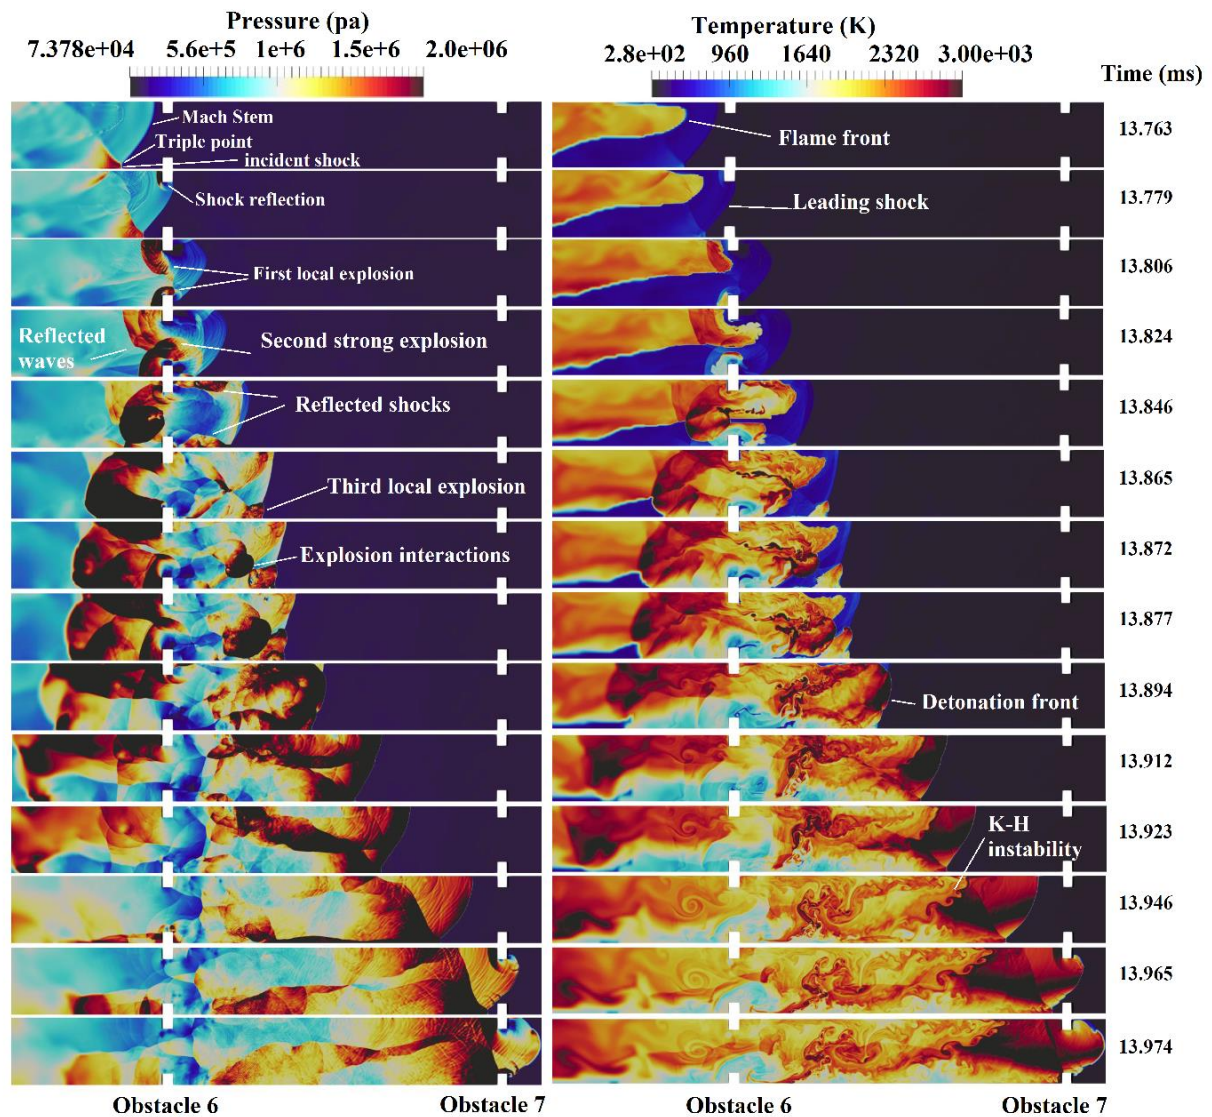 Pressure (pa)
7.378e+04 5.6e+5 1e+6 1.5e+6 2.0e+06
Temperature (K)
2.8e+02 960 1640 2320 3.00e+03
Time (ms)
Mach Stem
Triple point
incident shock
Flame front
13.763
Shock reflection
Leading shock
13.779
First local explosion
13.806
Reflected
waves
Second strong explosion
13.824
Reflected shocks
13.846
Third local explosion
13.865
Explosion interactions
13.872
13.877
Detonation front
13.894
13.912
K-H
instability
13.923
13.946
13.965
13.974
Obstacle 6 Obstacle 7 Obstacle 6 Obstacle 7